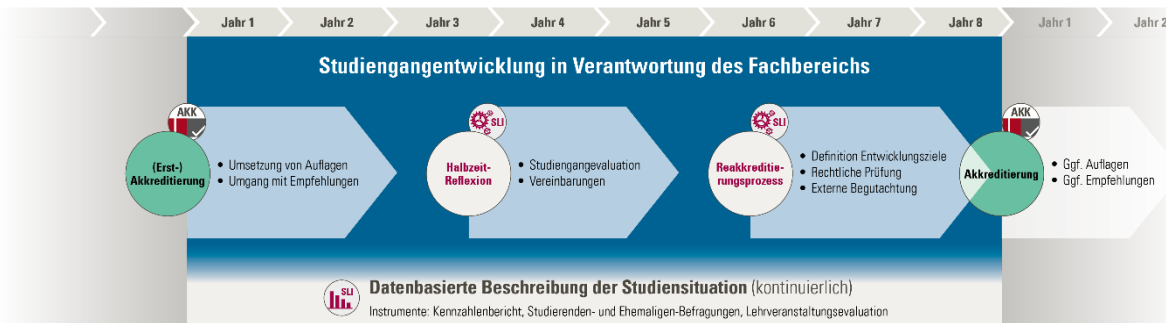 Jahr 1 Jahr 2 Jahr 3 Jahr 4 Jahr 5 Jahr 6 Jahr 7 Jahr 8 Jahr 1 Jahr 2
Studiengangentwicklung in Verantwortung des Fachbereichs
AKK
(Erst-)
Akkreditierung
• Umsetzung von Auflagen
• Umgang mit Empfehlungen
SLI
Halbzeit-
Reflexion
• Studiengangevaluation
• Vereinbarungen
SLI
Reakkreditie-
rungsprozess
• Definition Entwicklungsziele
• Rechtliche Prüfung
• Externe Begutachtung
AKK
Akkreditierung
• Ggf. Auflagen
• Ggf. Empfehlungen
SLI
Datenbasierte Beschreibung der Studiensituation (kontinuierlich)
Instrumente: Kennzahlenbericht, Studierenden- und Ehemaligen-Befragungen, Lehrveranstaltungsevaluation